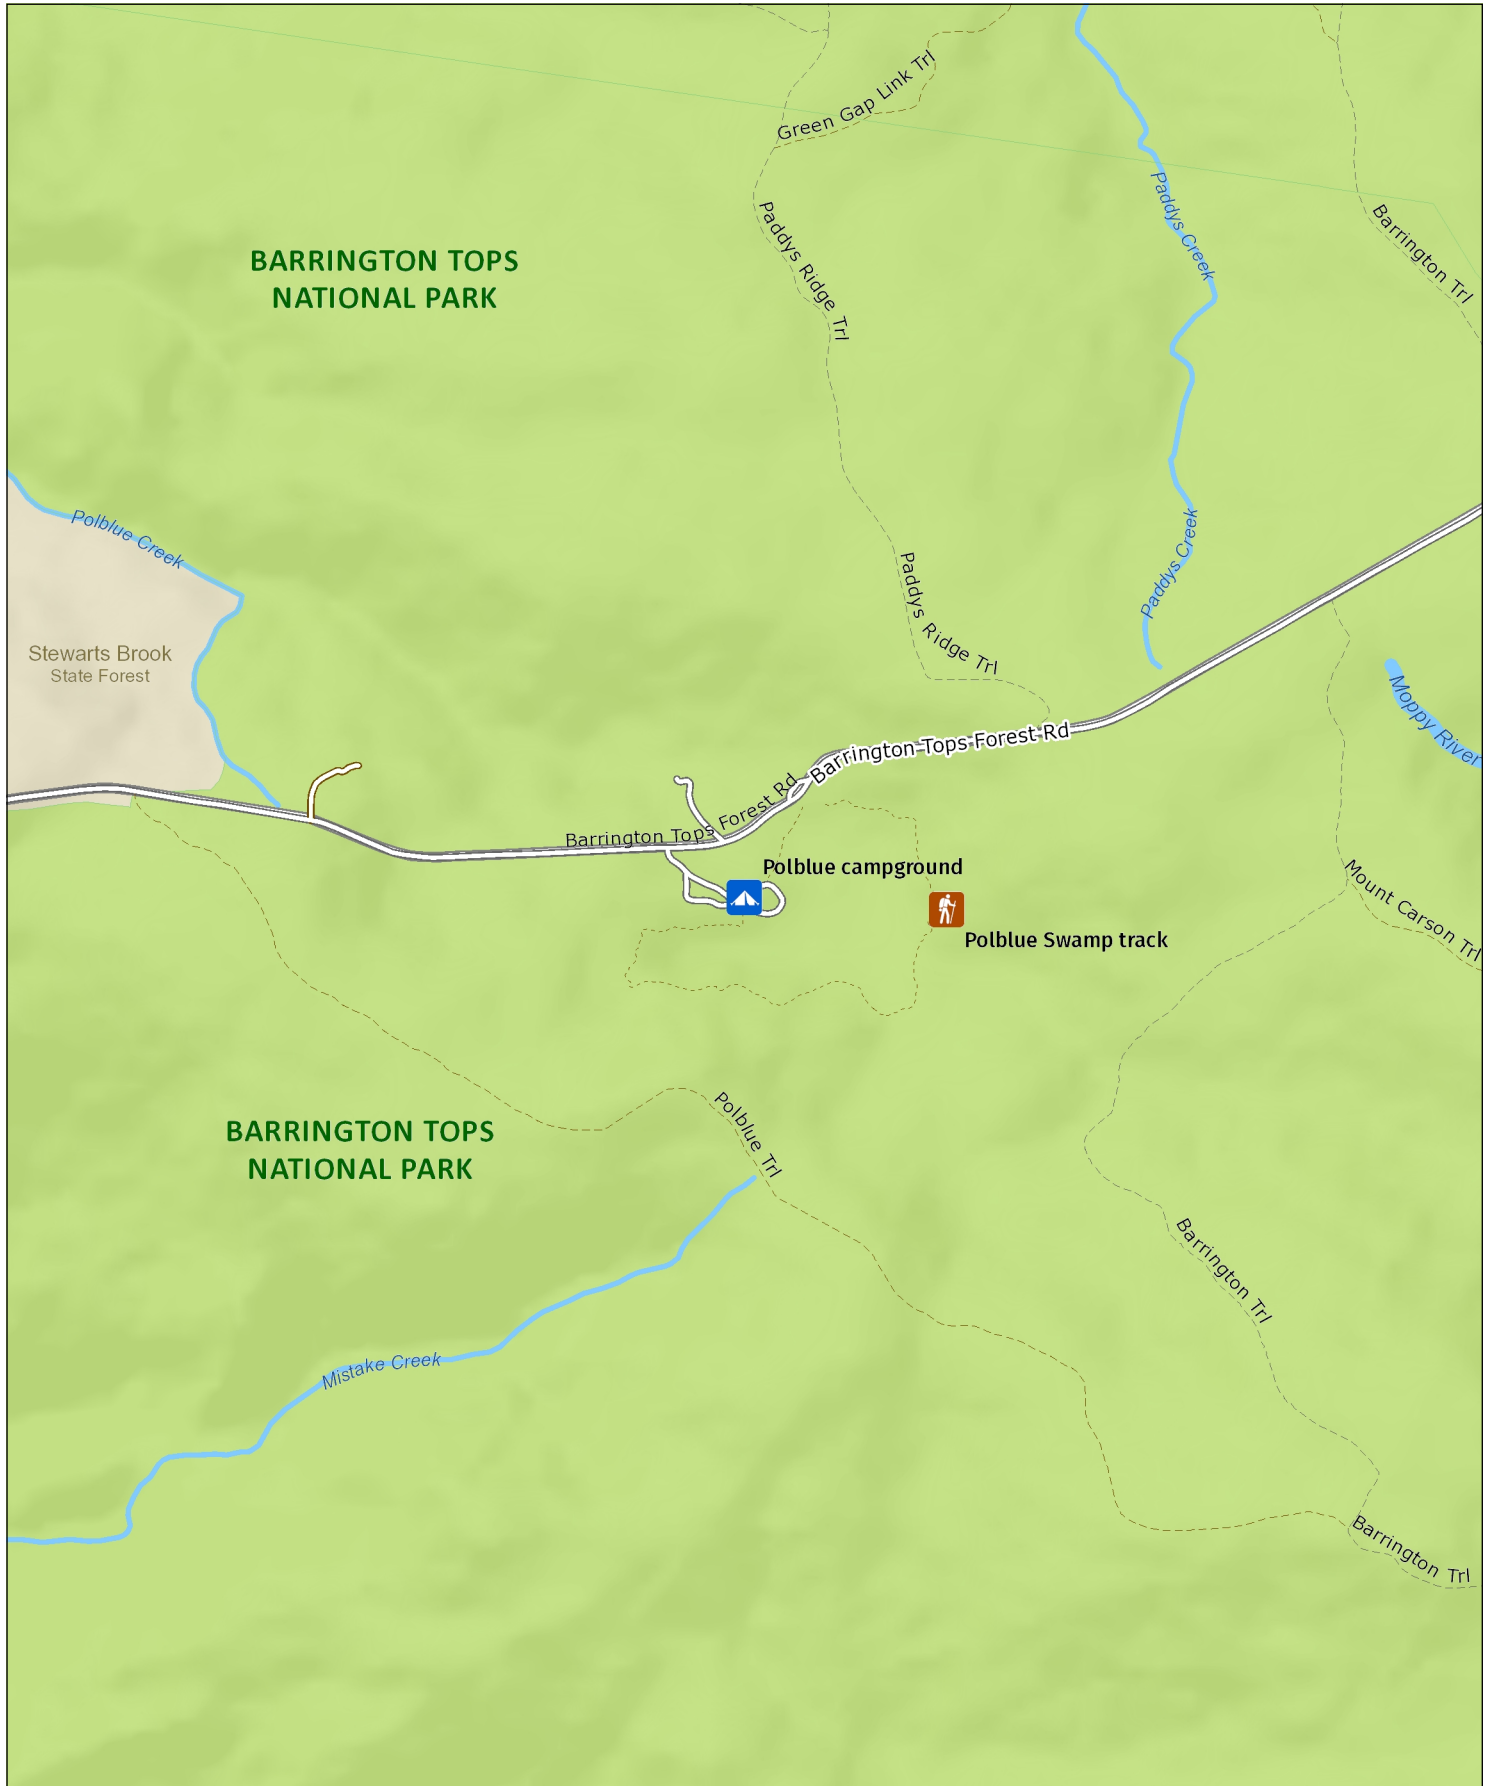 Green Gap Link Trl
Paddys Creek
Barrington Trl
Paddys Ridge Trl
BARRINGTON TOPS
NATIONAL PARK
Polblue Creek
Paddys Creek
Paddys Ridge Trl
Stewarts Brook
State Forest
Moppy River
Barrington Tops Forest Rd
Barrington Tops Forest Rd
Polblue campground
Mount Carson Trl
Polblue Swamp track
BARRINGTON TOPS
NATIONAL PARK
Polblue Trl
Barrington Trl
Mistake Creek
Barrington Trl